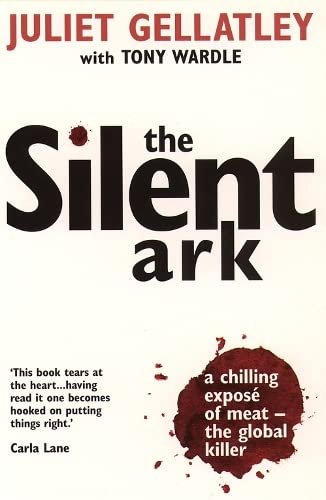 JULIET GELLATLEY
with TONY WARDLE
the
Silent
ark
'This book tears at
the heart...having
read it one becomes
hooked on putting
things right.'
Carla Lane
a chilling
exposé
of meat –
the global
killer